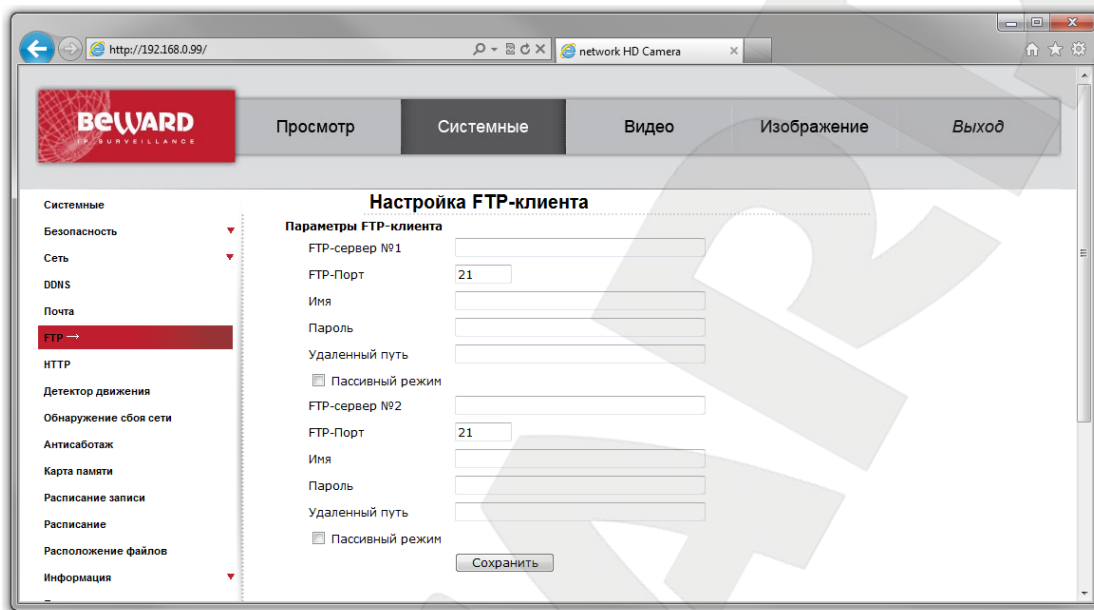 http://192.168.0.99/
network HD Camera
BEWARD
IP SURVEILLANCE
Просмотр
Системные
Видео
Изображение
Выход
Системные
Безопасность
Сеть
DDNS
Почта
FTP→
HTTP
Детектор движения
Обнаружение сбоя сети
Антисаботаж
Карта памяти
Расписание записи
Расписание
Расположение файлов
Информация
Настройка FTP-клиента
Параметры FTP-клиента
FTP-сервер №1
FTP-Порт 21
Имя
Пароль
Удаленный путь
Пассивный режим
FTP-сервер №2
FTP-Порт 21
Имя
Пароль
Удаленный путь
Пассивный режим
Сохранить